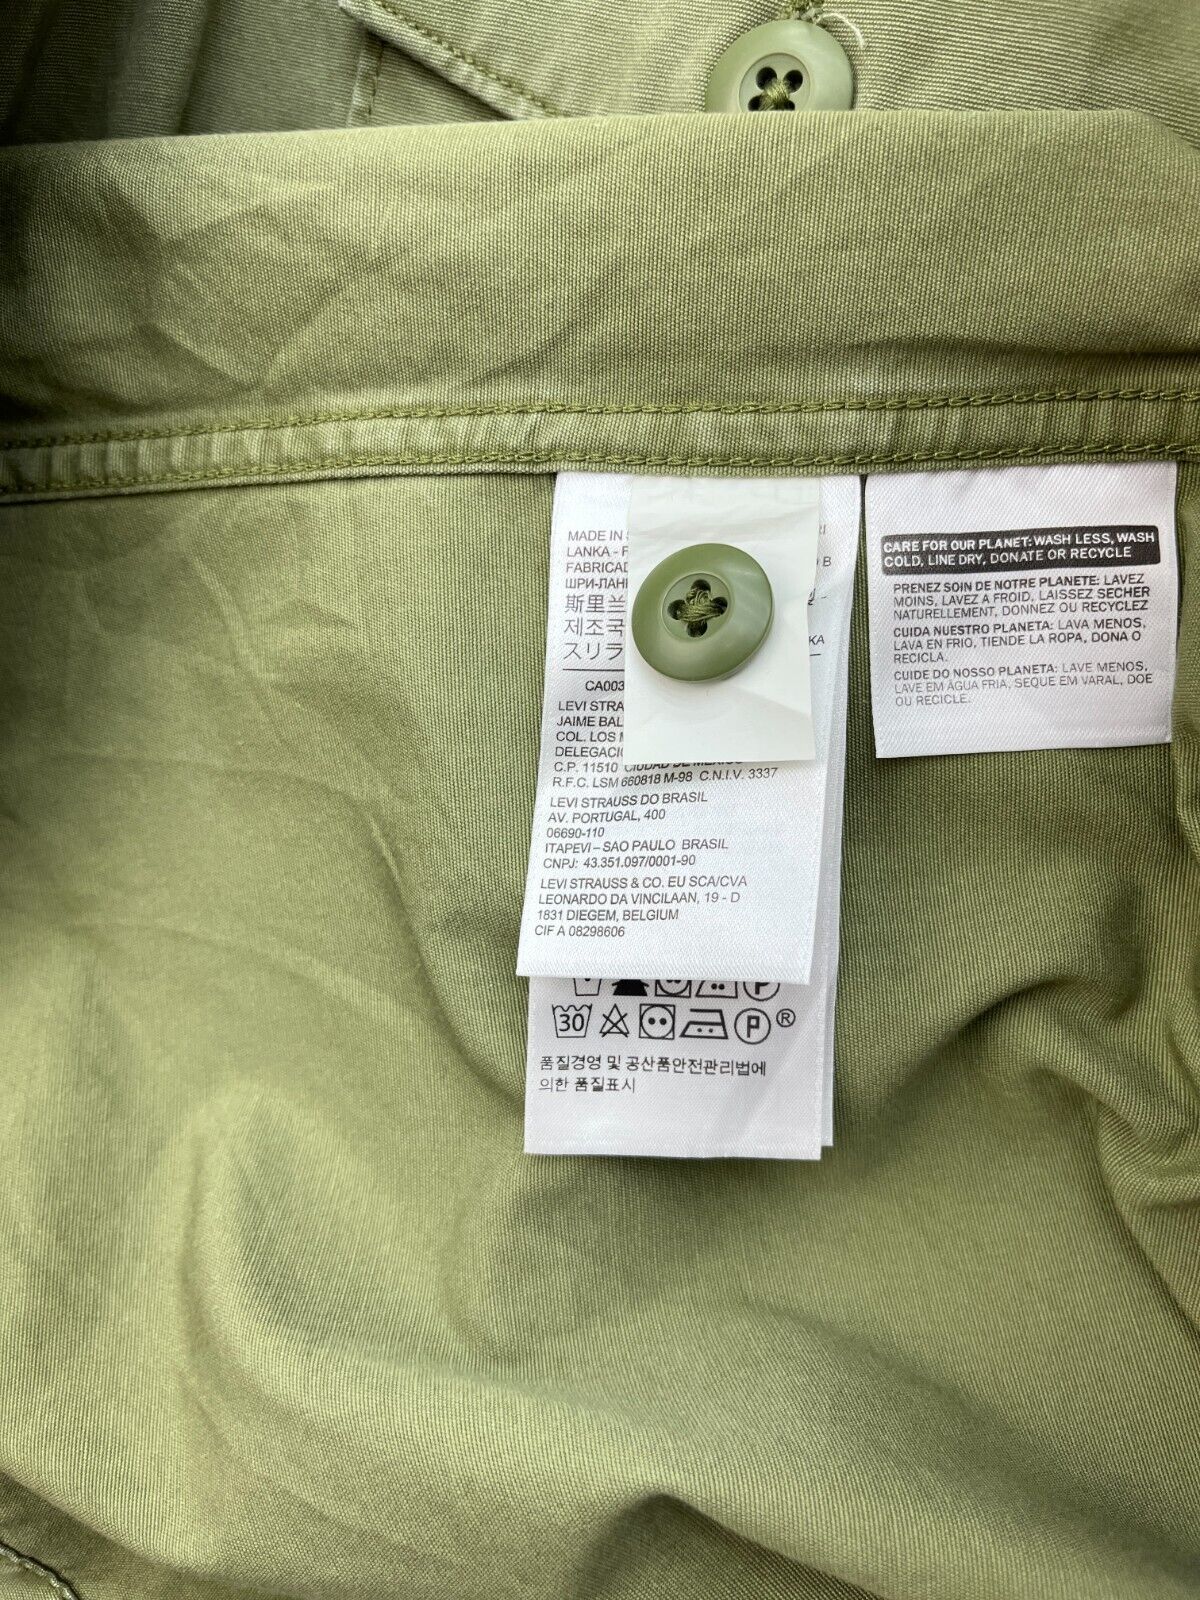 MADE IN
LANKA -
FABRICAD B
ШРИ-ЛАН
斯里兰
제조국
スリラ KA
CA003
LEVI STRA
JAIME BAL
COL. LOS
DELEGACI
C.P. 11510 CIUDAD DE MEXICO
R.F.C. LSM 660818 M-98 C.N.I.V. 3337
LEVI STRAUSS DO BRASIL
AV. PORTUGAL, 400
06690-110
ITAPEVI – SAO PAULO BRASIL
CNPJ: 43.351.097/0001-90
LEVI STRAUSS & CO. EU SCA/CVA
LEONARDO DA VINCILAAN, 19 - D
1831 DIEGEM, BELGIUM
CIF A 08298606
30 P ®
품질경영 및 공산품안전관리법에
의한 품질표시
CARE FOR OUR PLANET: WASH LESS, WASH
COLD, LINE DRY, DONATE OR RECYCLE
PRENEZ SOIN DE NOTRE PLANETE: LAVEZ
MOINS, LAVEZ A FROID, LAISSEZ SECHER
NATURELLEMENT, DONNEZ OU RECYCLEZ
CUIDA NUESTRO PLANETA: LAVA MENOS,
LAVA EN FRIO, TIENDE LA ROPA, DONA O
RECICLA.
CUIDE DO NOSSO PLANETA: LAVE MENOS,
LAVE EM ÁGUA FRIA, SEQUE EM VARAL, DOE
OU RECICLE.